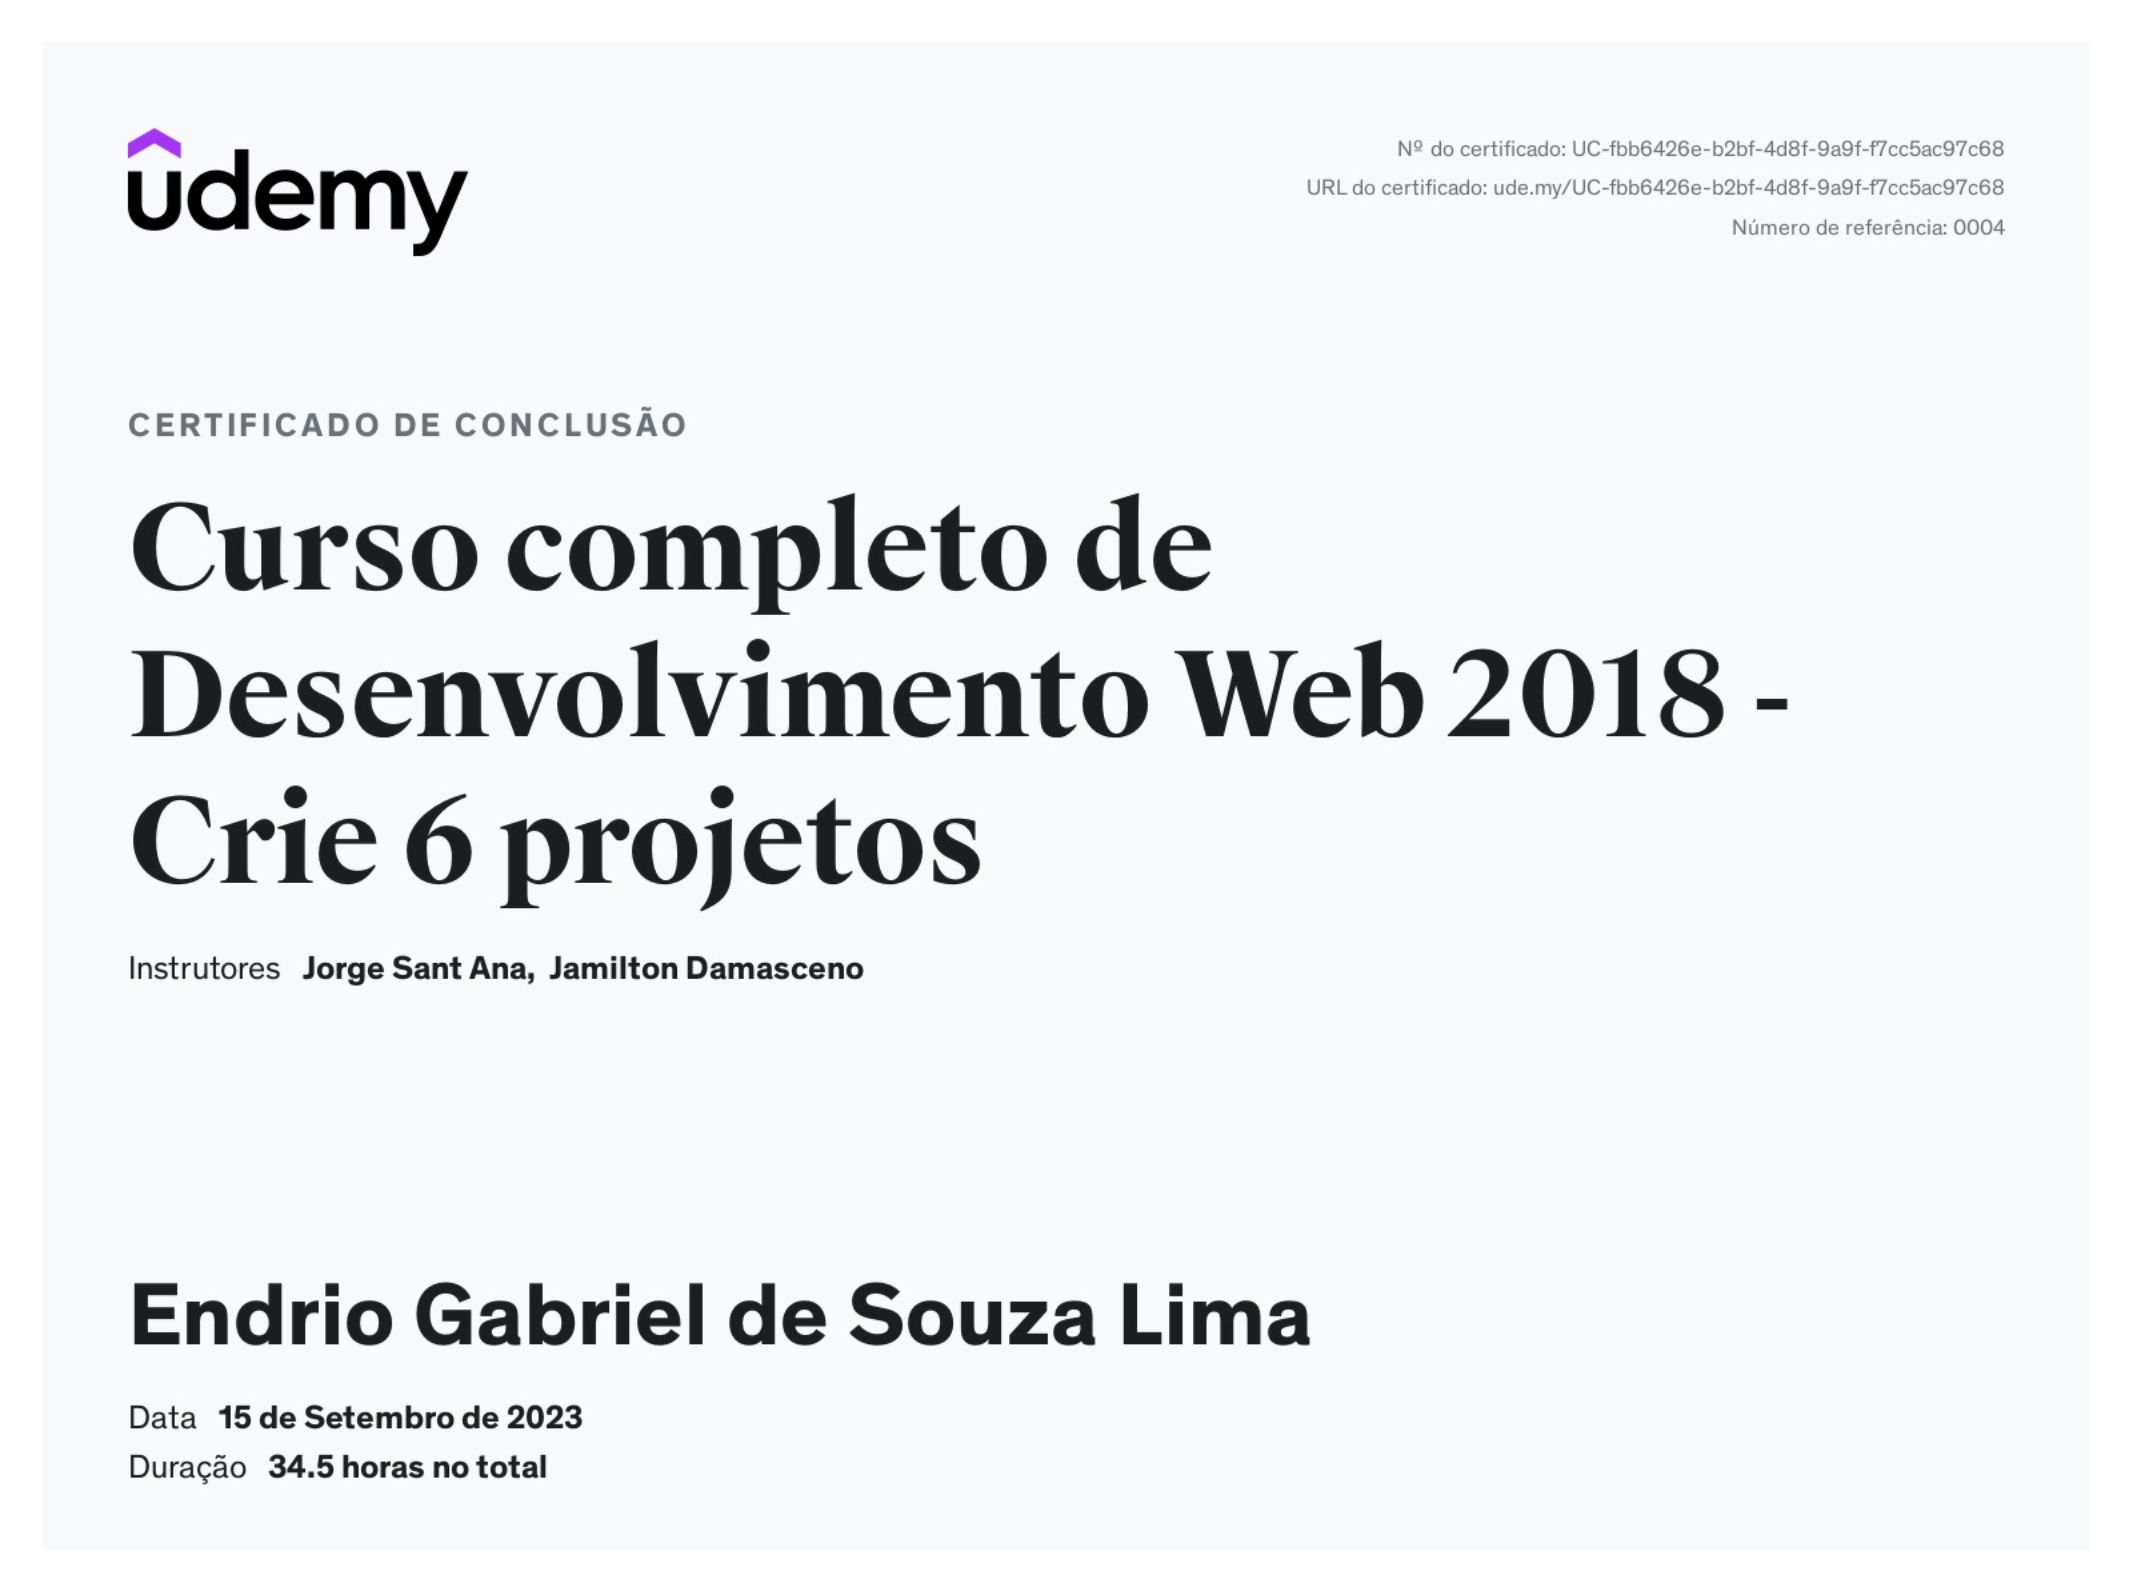 udemy
Nº do certificado: UC-fbb6426e-b2bf-4d8f-9a9f-f7cc5ac97c68
URL do certificado: ude.my/UC-fbb6426e-b2bf-4d8f-9a9f-f7cc5ac97c68
Número de referência: 0004
CERTIFICADO DE CONCLUSÃO
Curso completo de
Desenvolvimento Web 2018 -
Crie 6 projetos
Instrutores Jorge Sant Ana, Jamilton Damasceno
Endrio Gabriel de Souza Lima
Data 15 de Setembro de 2023
Duração 34.5 horas no total